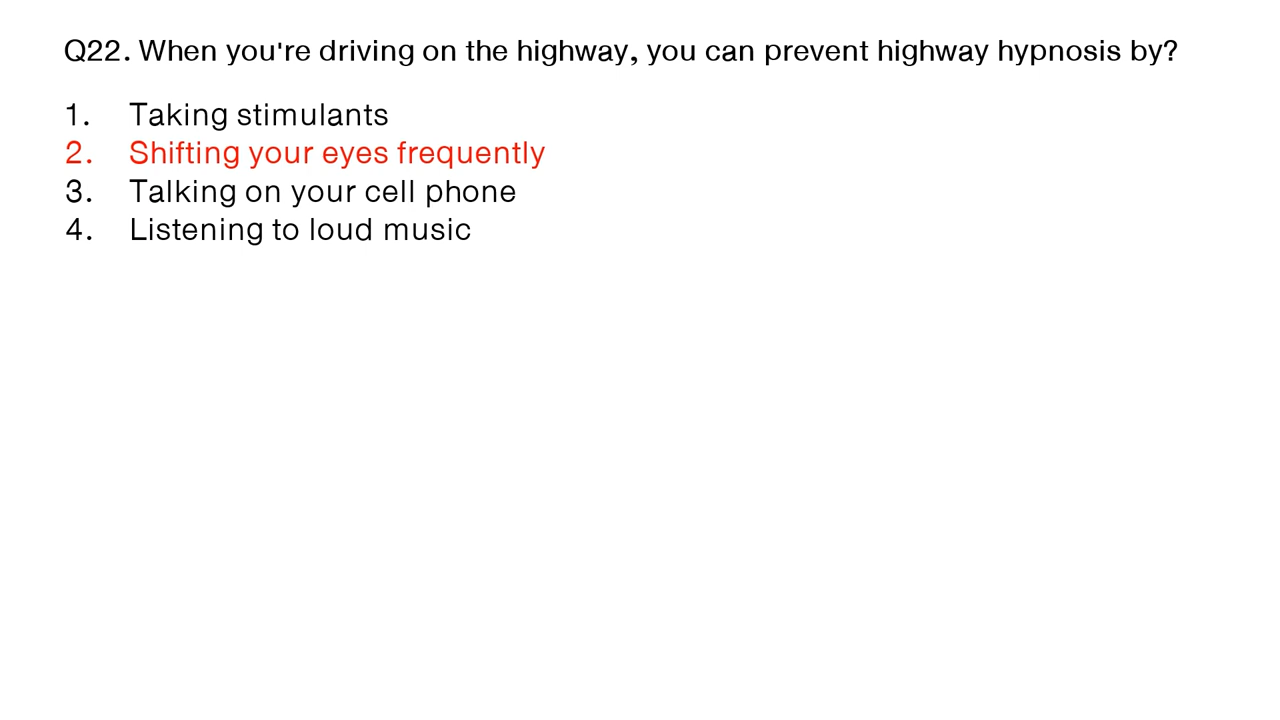 Q22. When you're driving on the highway, you can prevent highway hypnosis by?
1. Taking stimulants
2. Shifting your eyes frequently
3. Talking on your cell phone
4. Listening to loud music